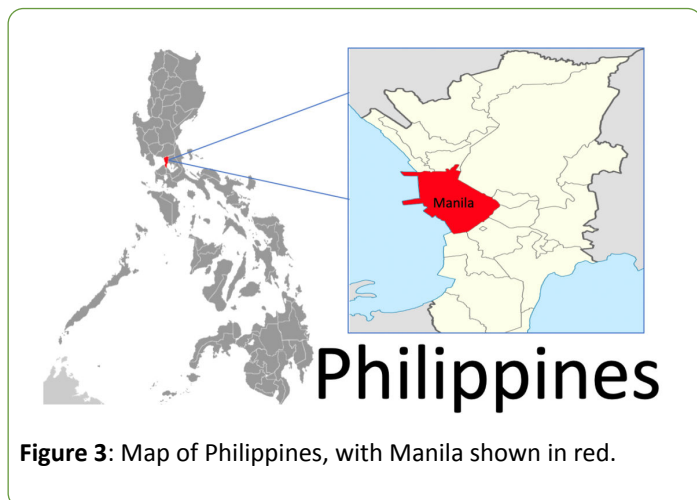 Manila
Philippines
Figure 3: Map of Philippines, with Manila shown in red.